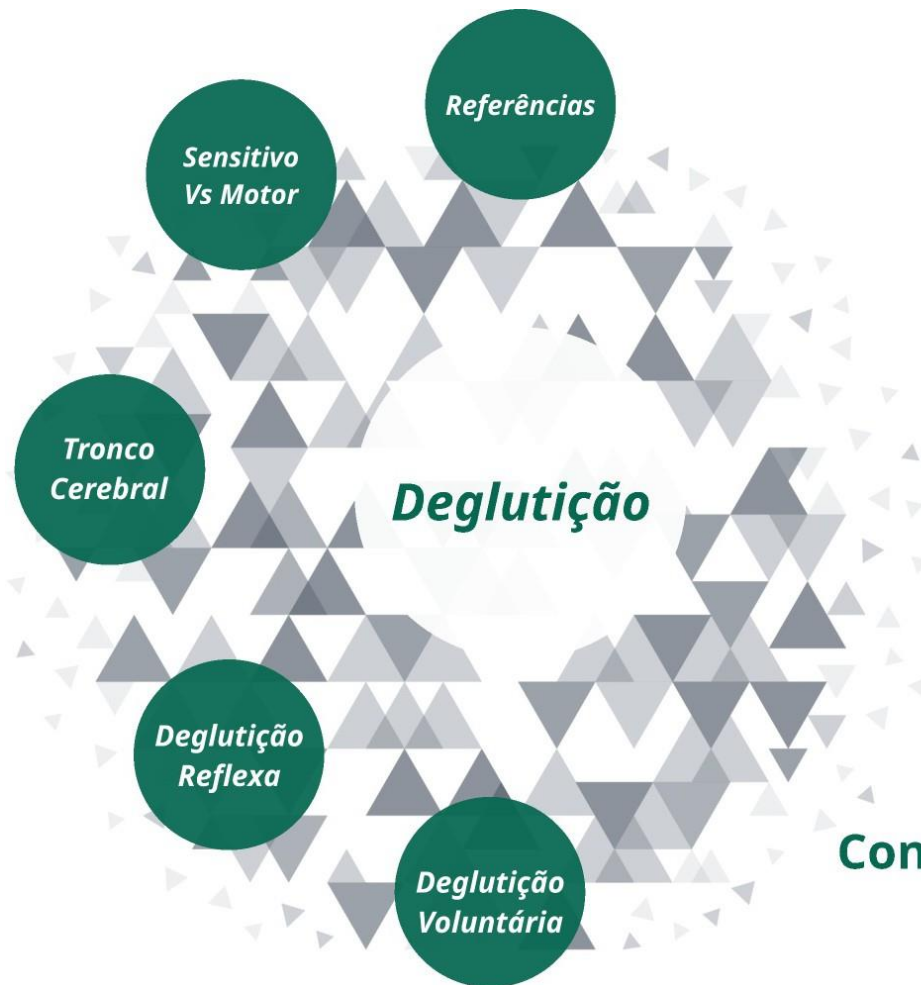 Referências
Sensitivo
Vs Motor
Tronco
Cerebral
Deglutição
Deglutição
Reflexa
Deglutição
Voluntária